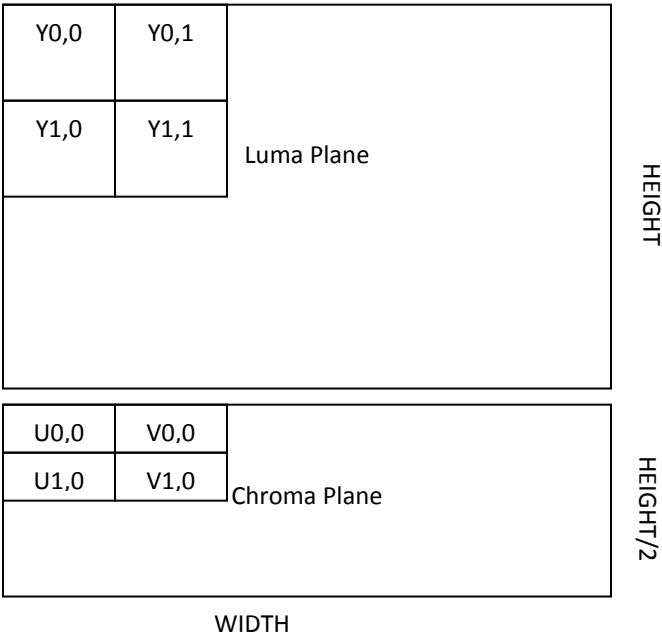 Y0,0 Y0,1
Y1,0 Y1,1
Luma Plane
HEIGHT
U0,0 V0,0
U1,0 V1,0
Chroma Plane
HEIGHT/2
WIDTH